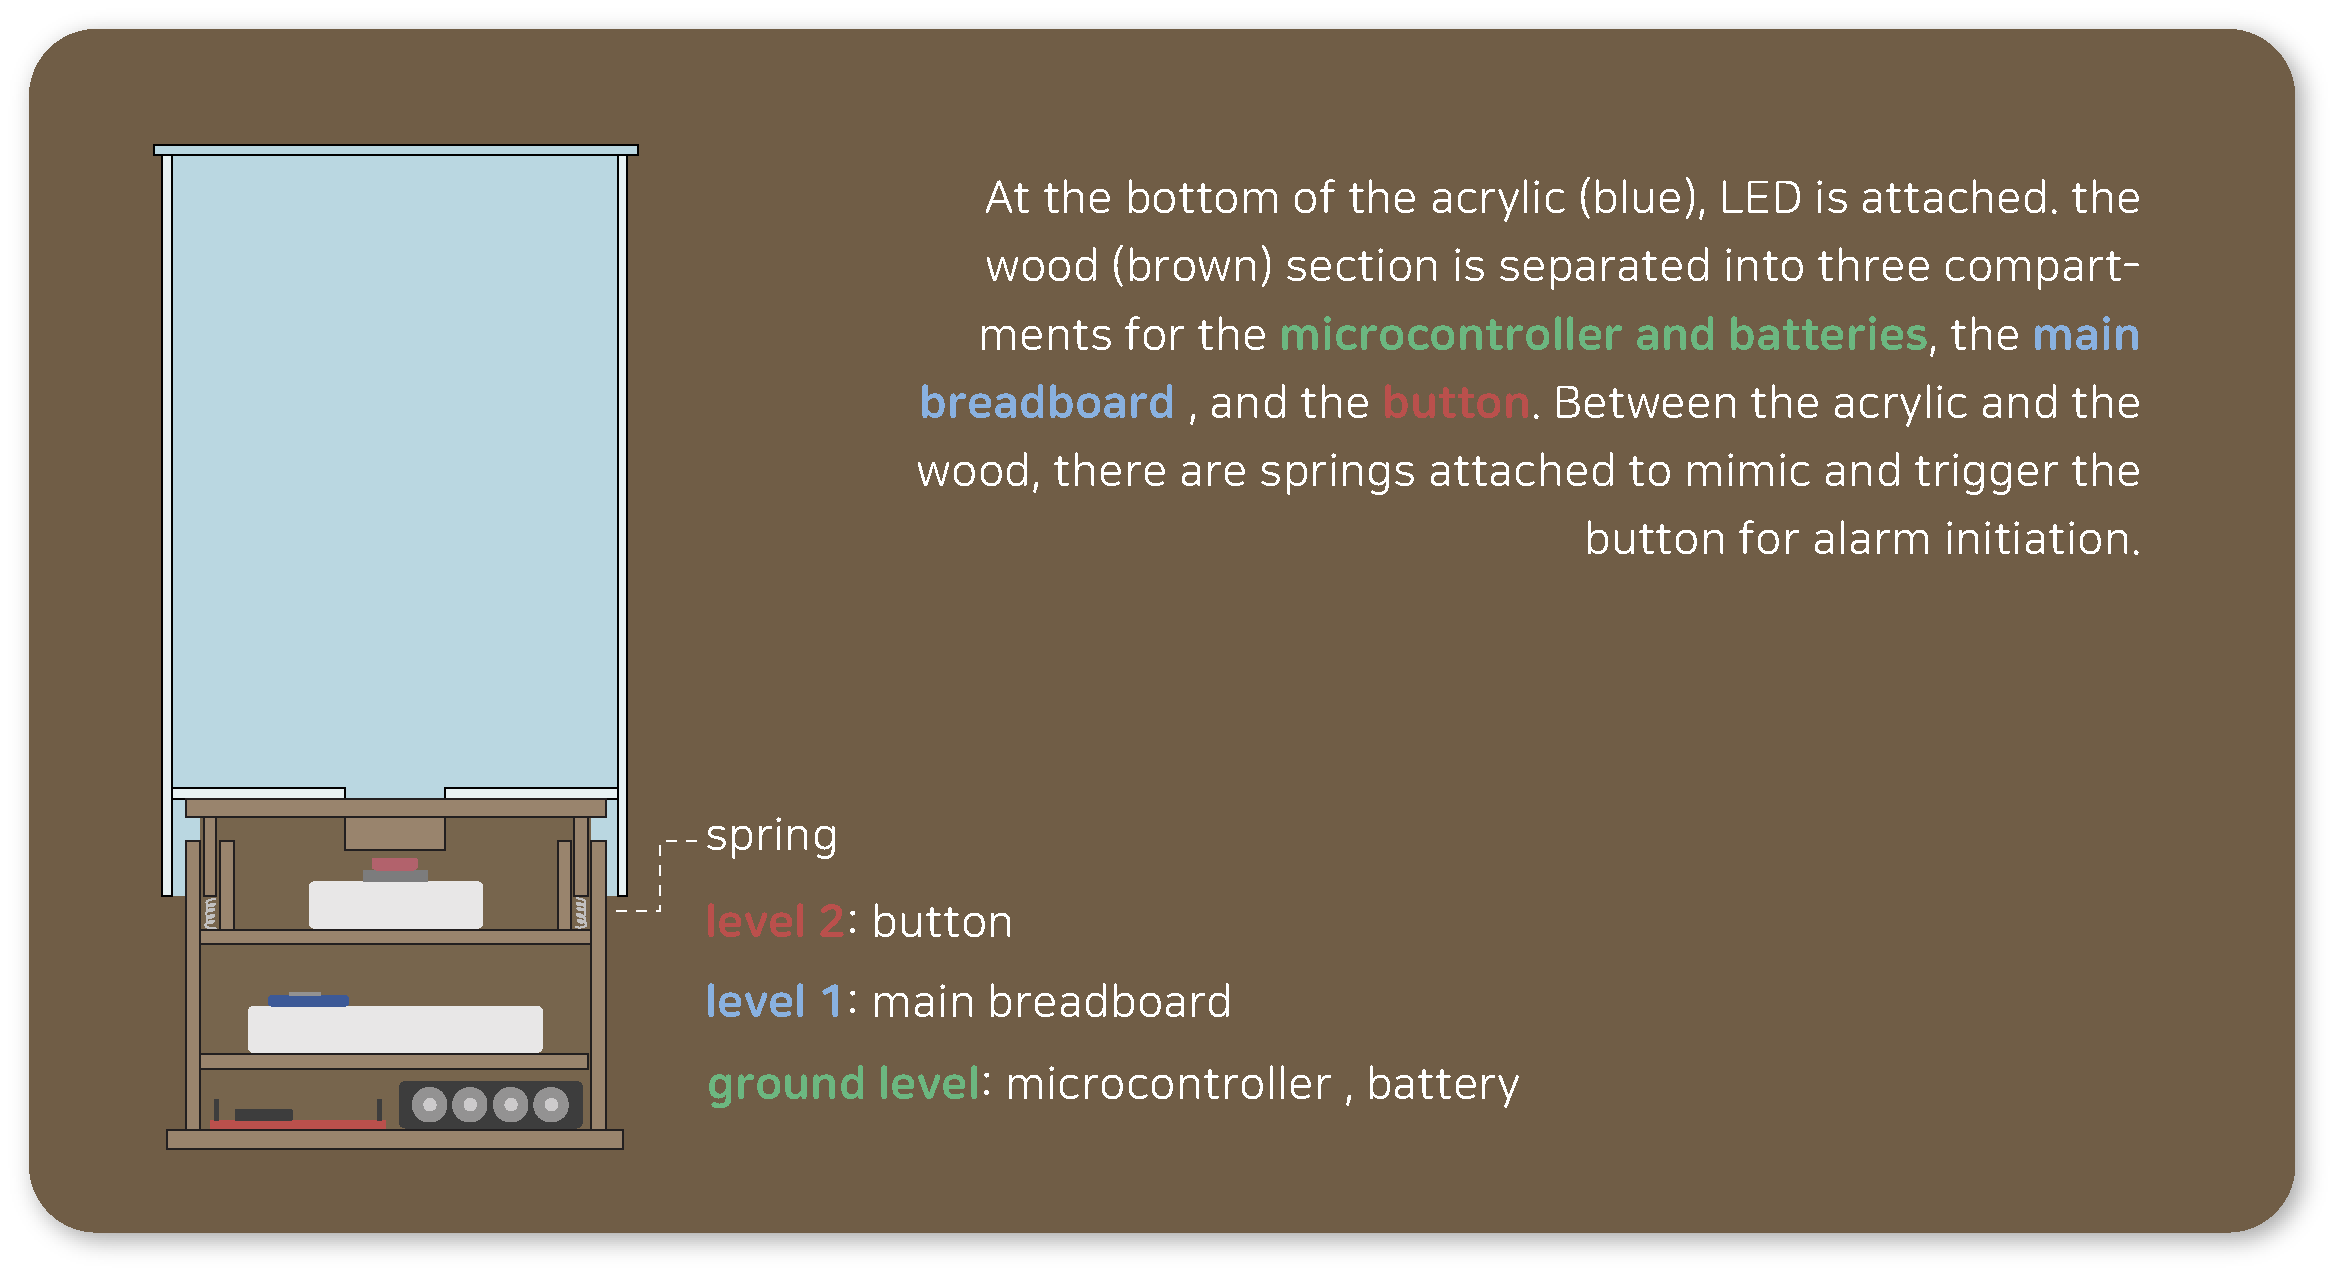 At the bottom of the acrylic (blue), LED is attached. the
wood (brown) section is separated into three compart-
ments for the microcontroller and batteries, the main
breadboard , and the button. Between the acrylic and the
wood, there are springs attached to mimic and trigger the
button for alarm initiation.
spring
level 2: button
level 1: main breadboard
ground level: microcontroller , battery